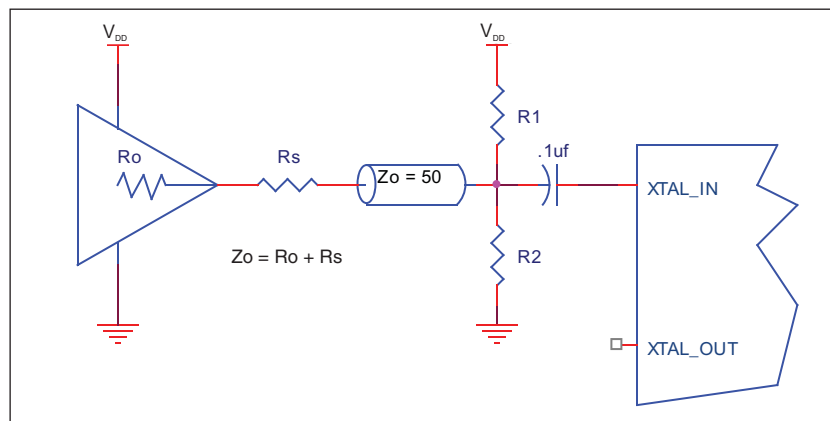 VDD
VDD
R1
.1uf
Ro
Rs
Zo = 50
XTAL_IN
Zo = Ro + Rs
R2
XTAL_OUT